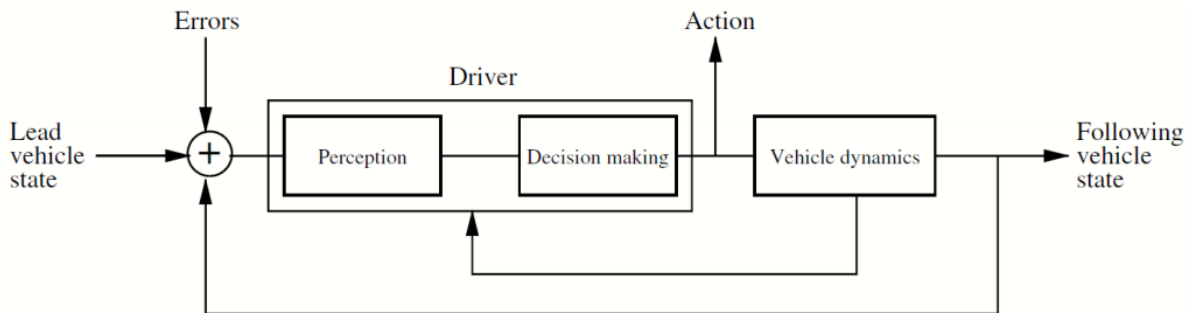 Errors
Action
Driver
Lead
vehicle
state
+
Perception
Decision making
Vehicle dynamics
Following
vehicle
state